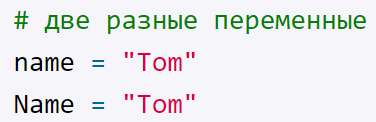 # две разные переменные
name = "Tom"
Name = "Tom"